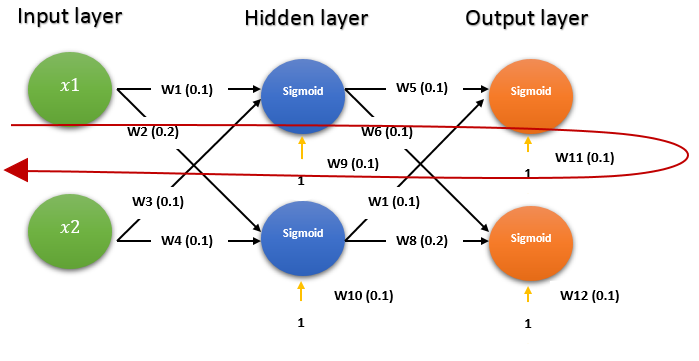 Input layer
Hidden layer
Output layer
x1
W1 (0.1)
Sigmoid
W5 (0.1)
Sigmoid
W2 (0.2)
W6 (0.1)
W9 (0.1)
W11 (0.1)
1
1
W3 (0.1)
W1 (0.1)
x2
W4 (0.1)
Sigmoid
W8 (0.2)
Sigmoid
W10 (0.1)
W12 (0.1)
1
1